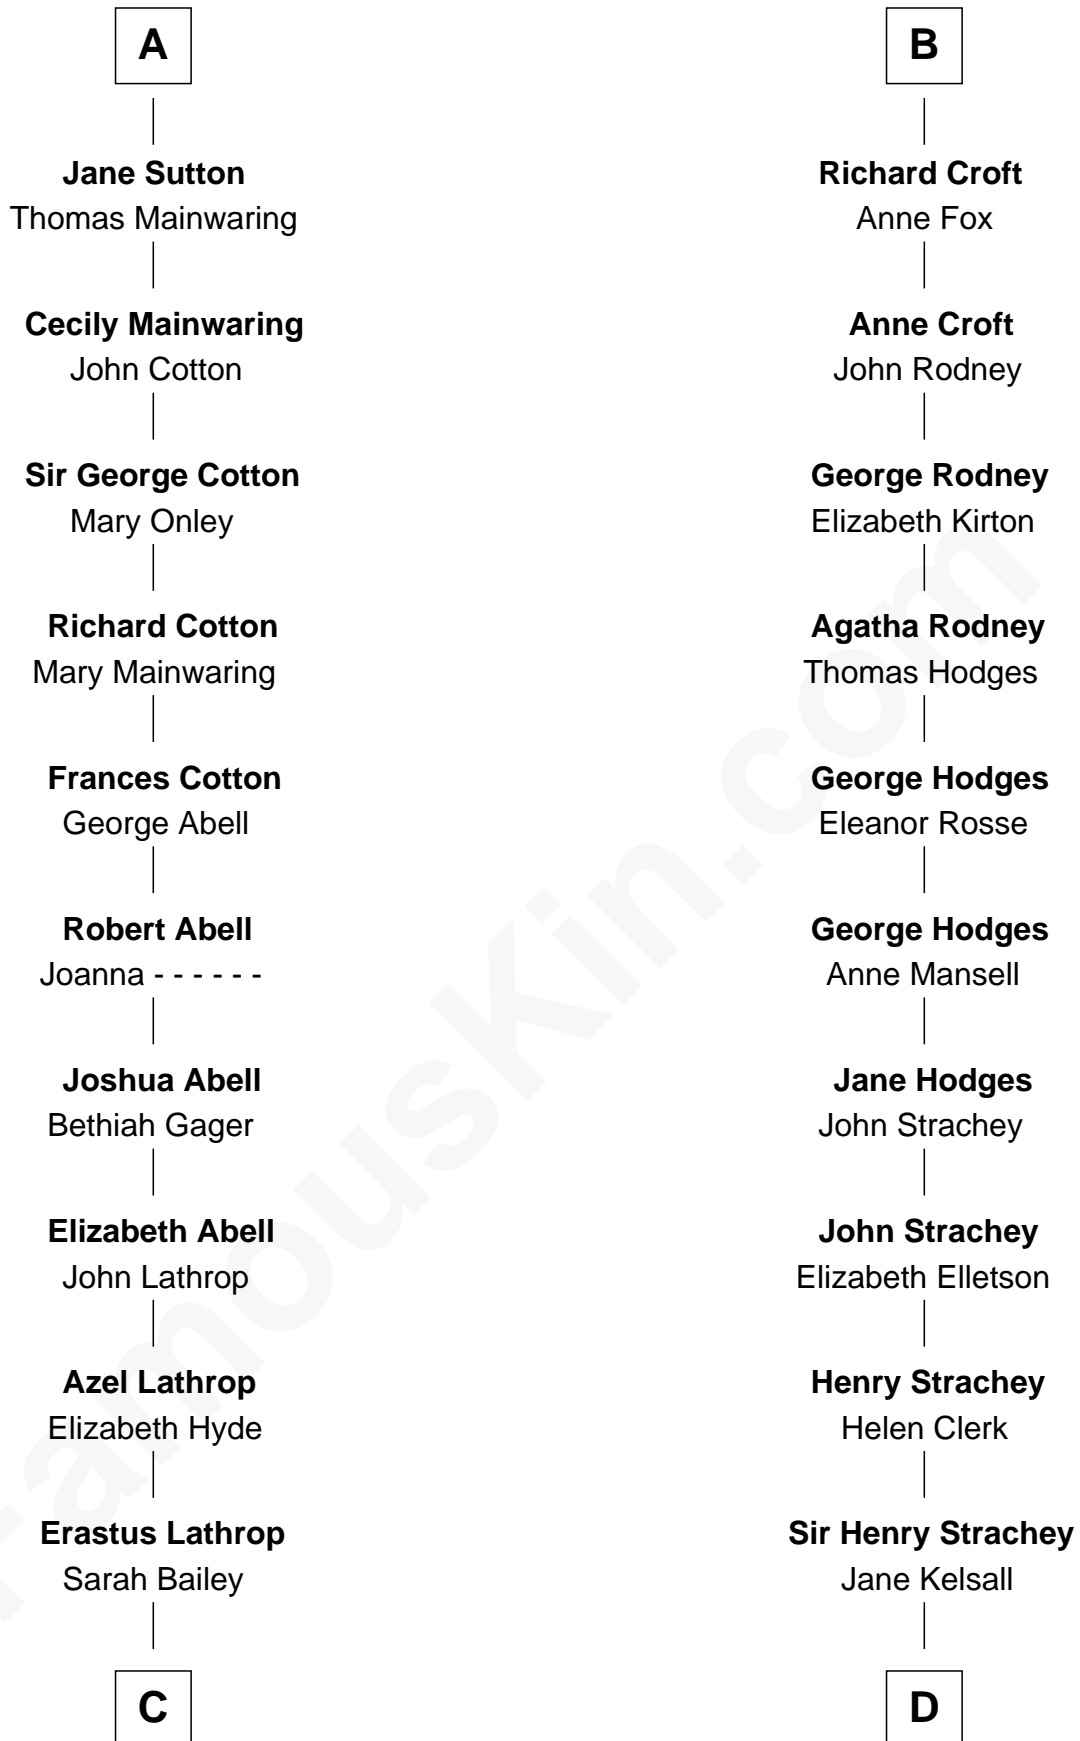 A
Jane Sutton
Thomas Mainwaring
Cecily Mainwaring
John Cotton
Sir George Cotton
Mary Onley
Richard Cotton
Mary Mainwaring
Frances Cotton
George Abell
Robert Abell
Joanna - - - - - -
Joshua Abell
Bethiah Gager
Elizabeth Abell
John Lathrop
Azel Lathrop
Elizabeth Hyde
Erastus Lathrop
Sarah Bailey
C
B
Richard Croft
Anne Fox
Anne Croft
John Rodney
George Rodney
Elizabeth Kirton
Agatha Rodney
Thomas Hodges
George Hodges
Eleanor Rosse
George Hodges
Anne Mansell
Jane Hodges
John Strachey
John Strachey
Elizabeth Elletson
Henry Strachey
Helen Clerk
Sir Henry Strachey
Jane Kelsall
D
FamousKin.com